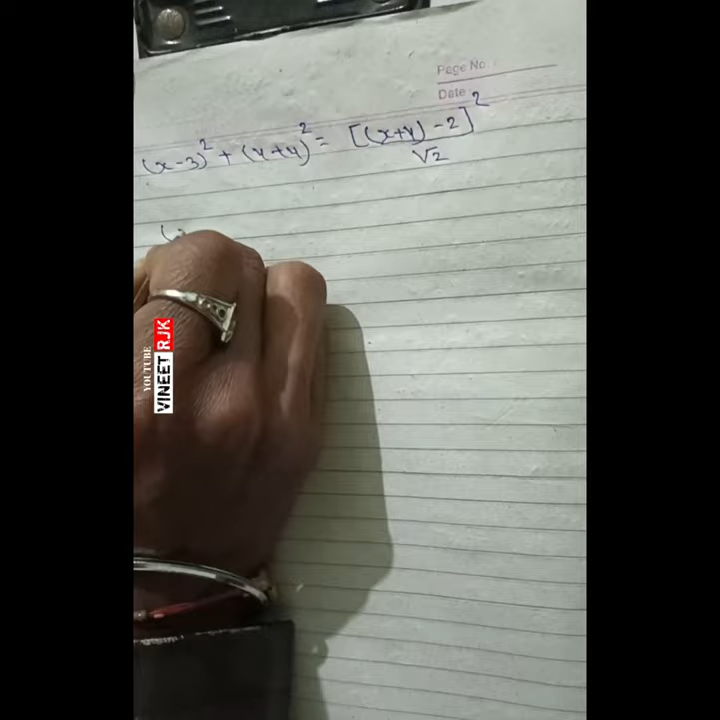 Page No
Date
(x-3)² + (y+4)² = [(x+y)-2]²
√2
(
YOUTUBE
VINEET RJK